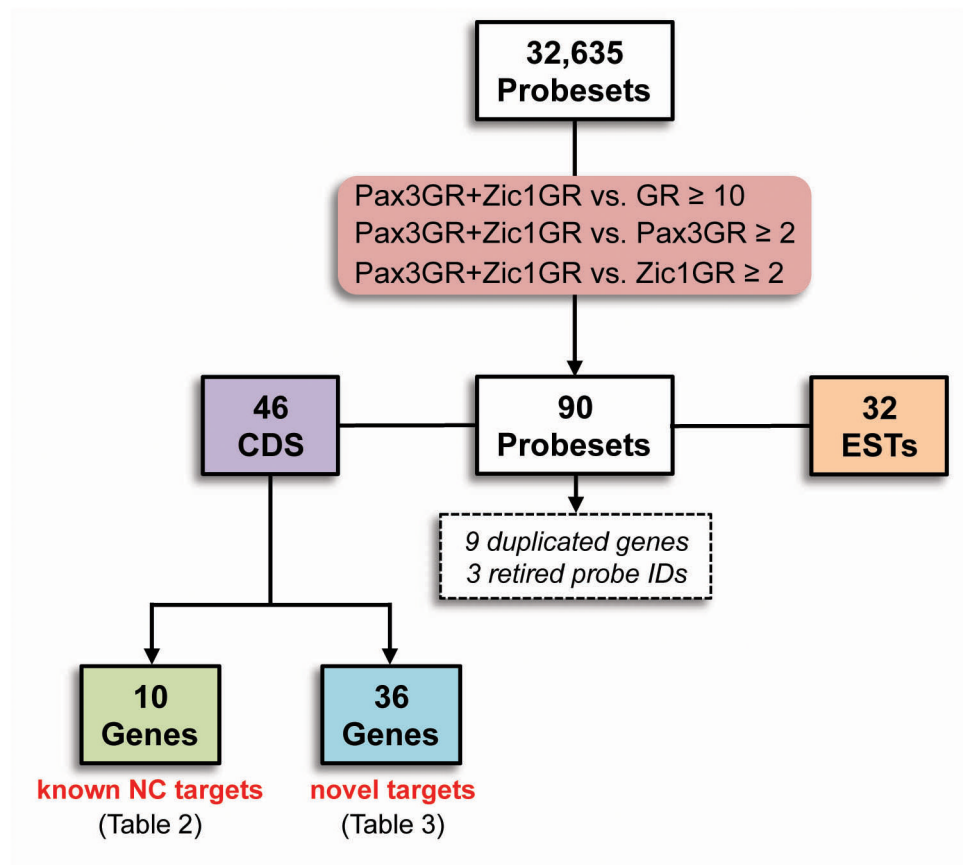 32,635
Probesets
Pax3GR+Zic1GR vs. GR ≥ 10
Pax3GR+Zic1GR vs. Pax3GR ≥ 2
Pax3GR+Zic1GR vs. Zic1GR ≥ 2
46
CDS
90
Probesets
32
ESTs
9 duplicated genes
3 retired probe IDs
10
Genes
36
Genes
known NC targets
(Table 2)
novel targets
(Table 3)